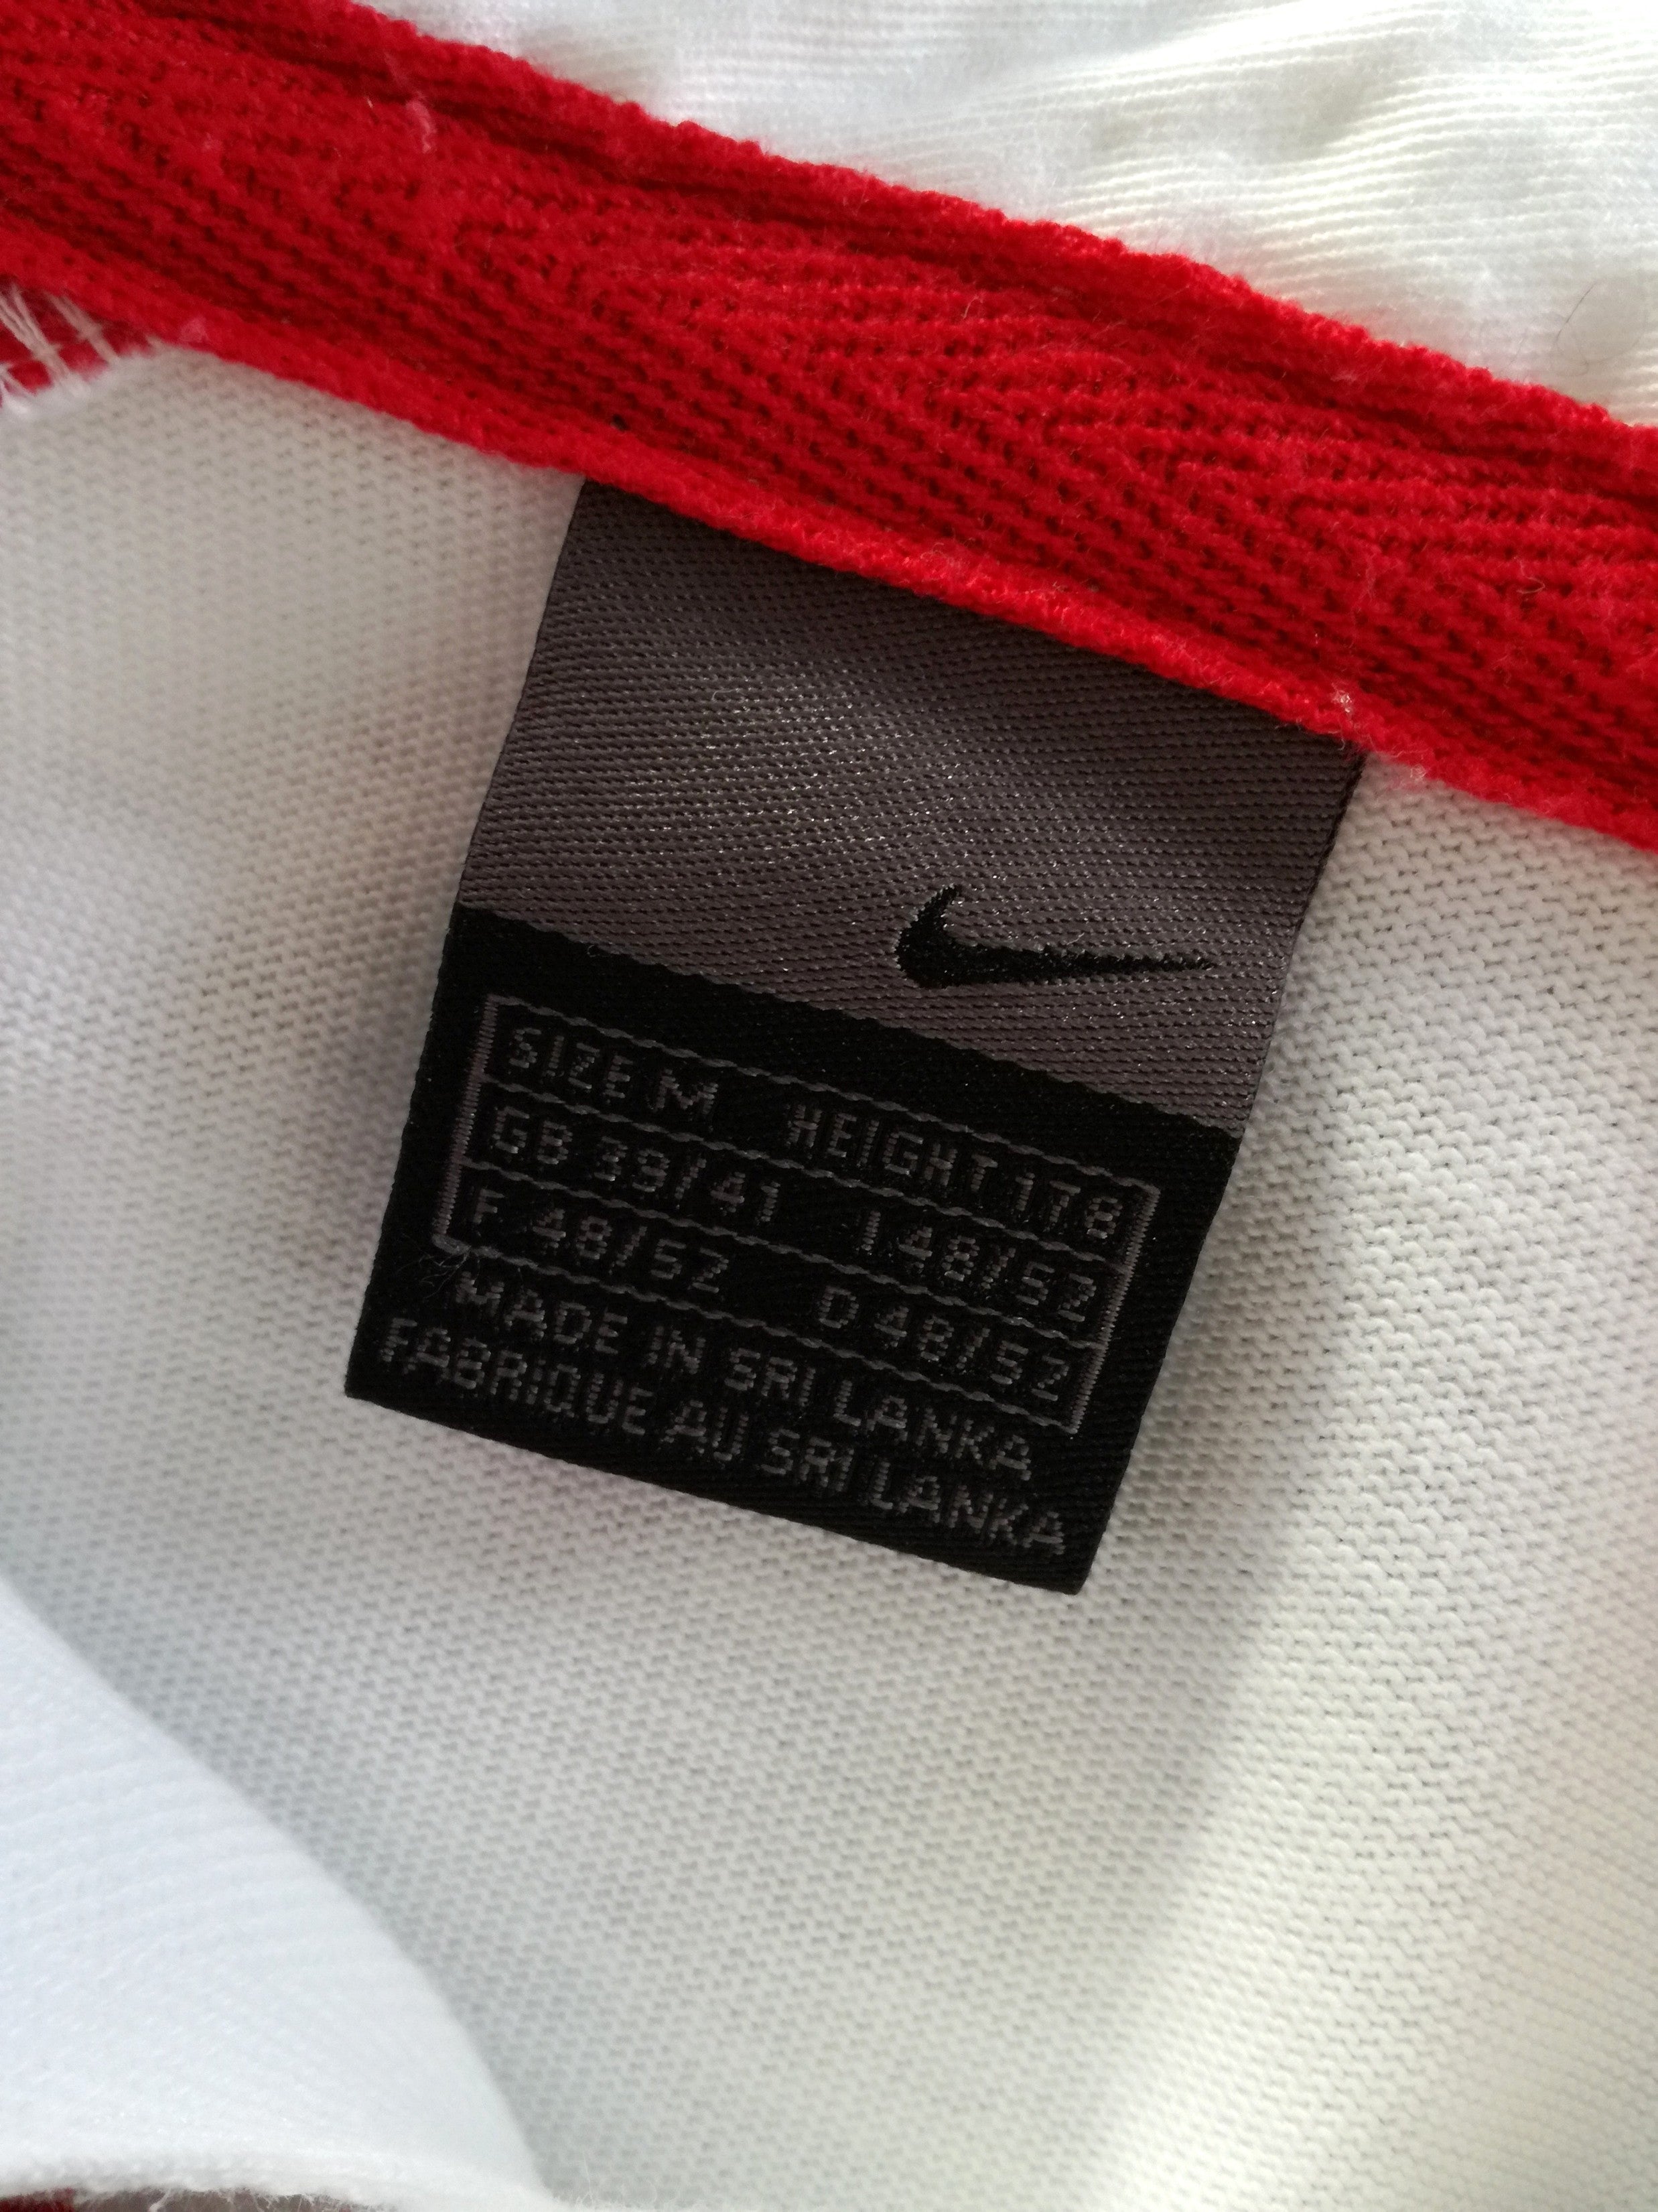 SIZE M HEIGHT 178
GB 39/41 I 48/52
F 48/52 D 48/52
MADE IN SRI LANKA
FABRIQUE AU SRI LANKA